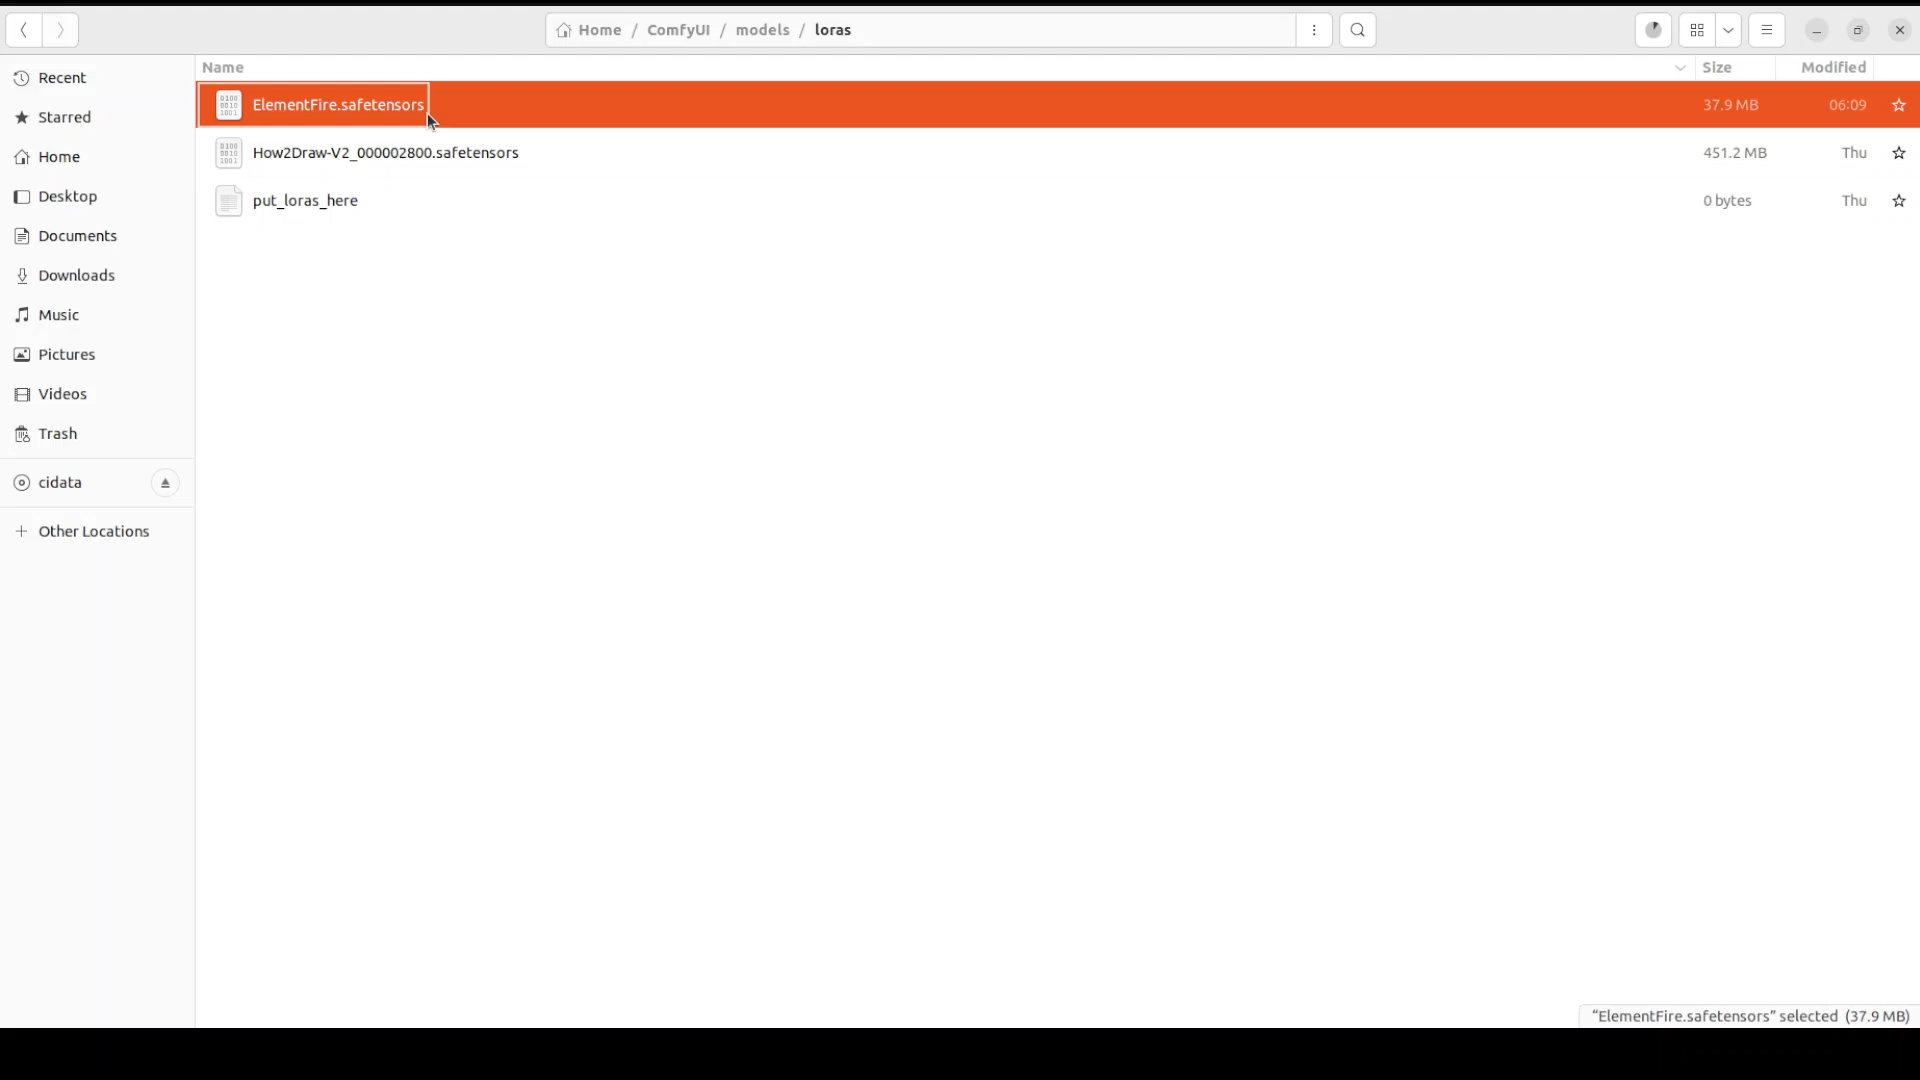 Home / ComfyUI / models / loras
Recent
Starred
Home
Desktop
Documents
Downloads
Music
Pictures
Videos
Trash
cidata
Other Locations
Name Size Modified
ElementFire.safetensors 37.9 MB 06:09
How2Draw-V2_000002800.safetensors 451.2 MB Thu
put_loras_here 0 bytes Thu
“ElementFire.safetensors” selected (37.9 MB)